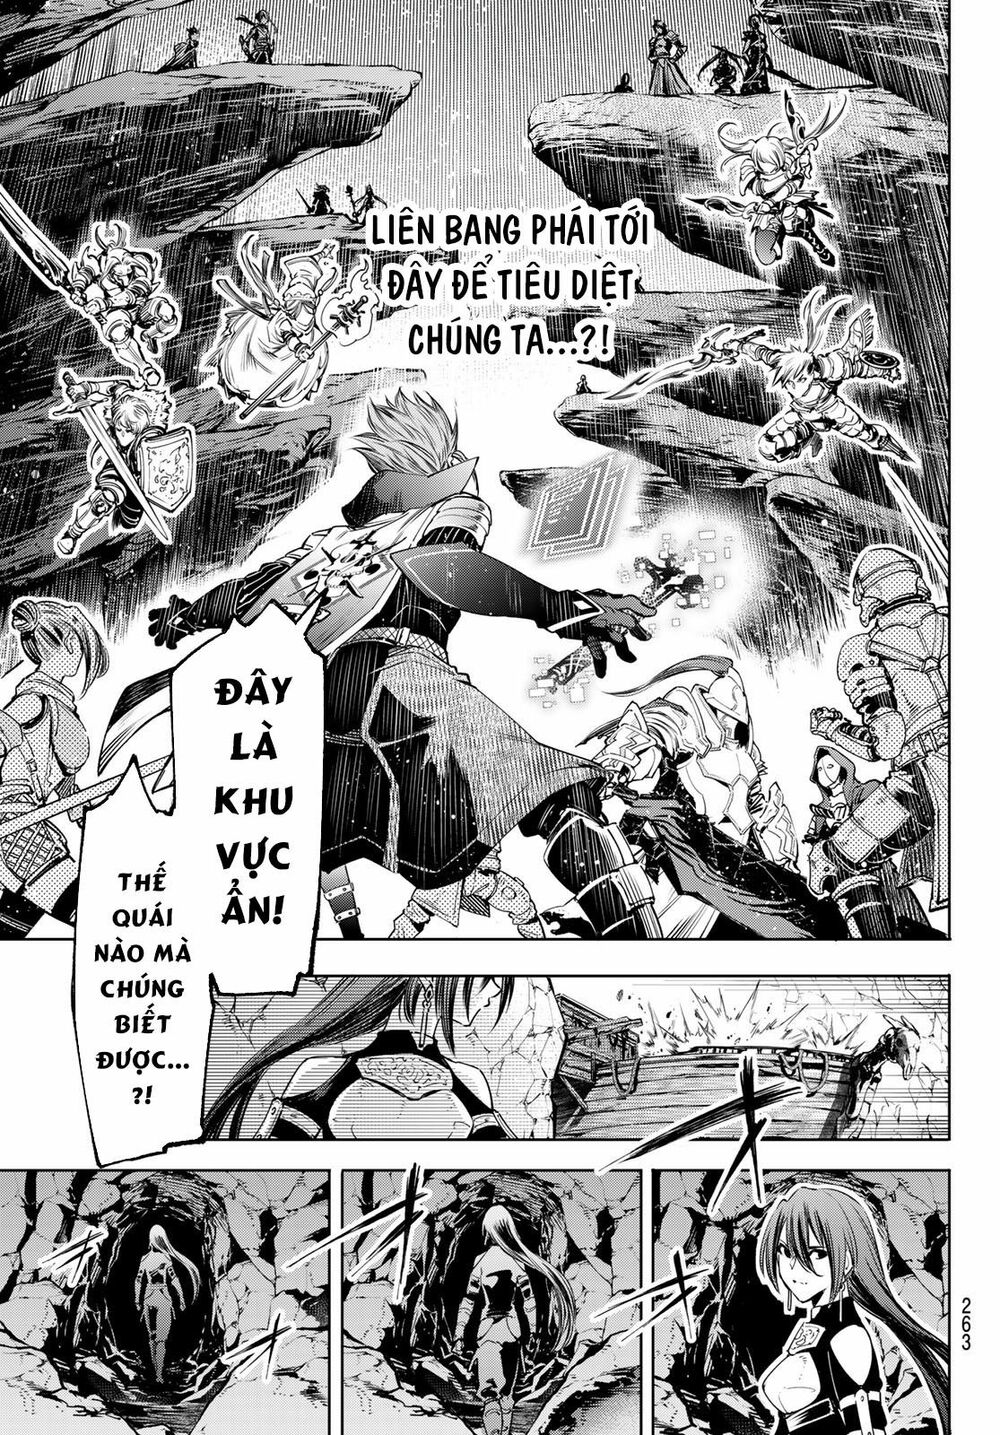 LIÊN BANG PHÁI TỚI
ĐÂY ĐỂ TIÊU DIỆT
CHÚNG TA...?!
ĐÂY
LÀ
KHU
VỰC
ẨN!
THẾ
QUÁI
NÀO MÀ
CHÚNG
BIẾT
ĐƯỢC...
?!
263